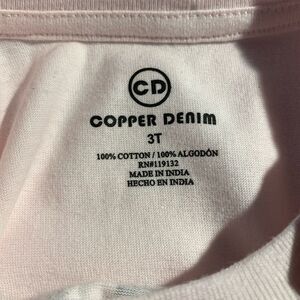 CD
COPPER DENIM
3T
100% COTTON / 100% ALGODÓN
RN#119132
MADE IN INDIA
HECHO EN INDIA